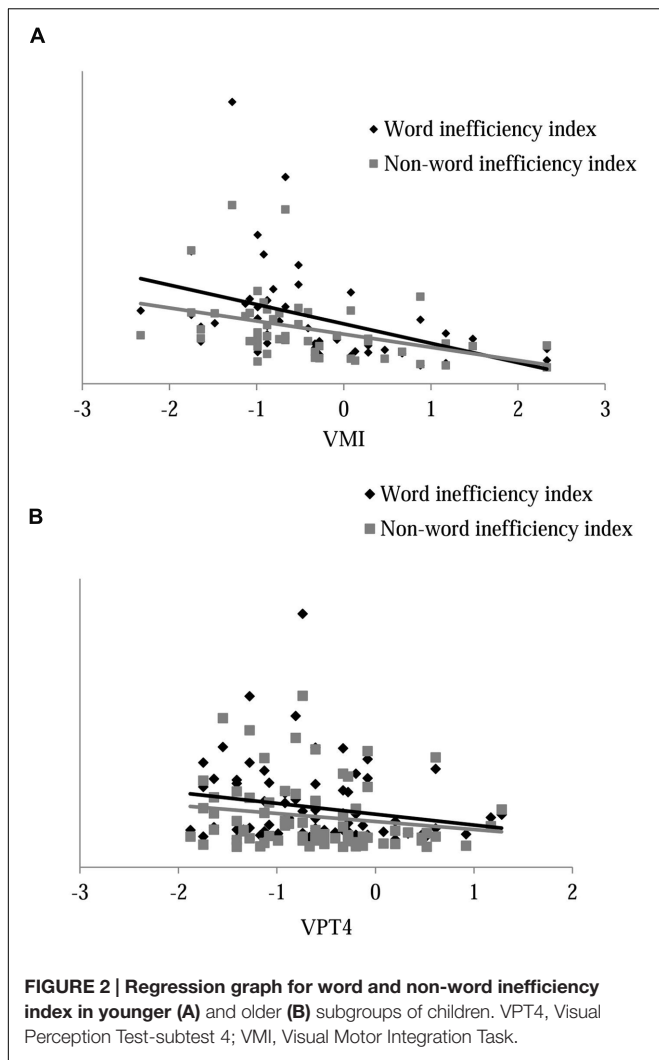 A
Word inefficiency index
Non-word inefficiency index
-3 -2 -1 0 1 2 3
VMI
Word inefficiency index
B
Non-word inefficiency index
-3 -2 -1 0 1 2
VPT4
FIGURE 2 | Regression graph for word and non-word inefficiency
index in younger (A) and older (B) subgroups of children. VPT4, Visual
Perception Test-subtest 4; VMI, Visual Motor Integration Task.